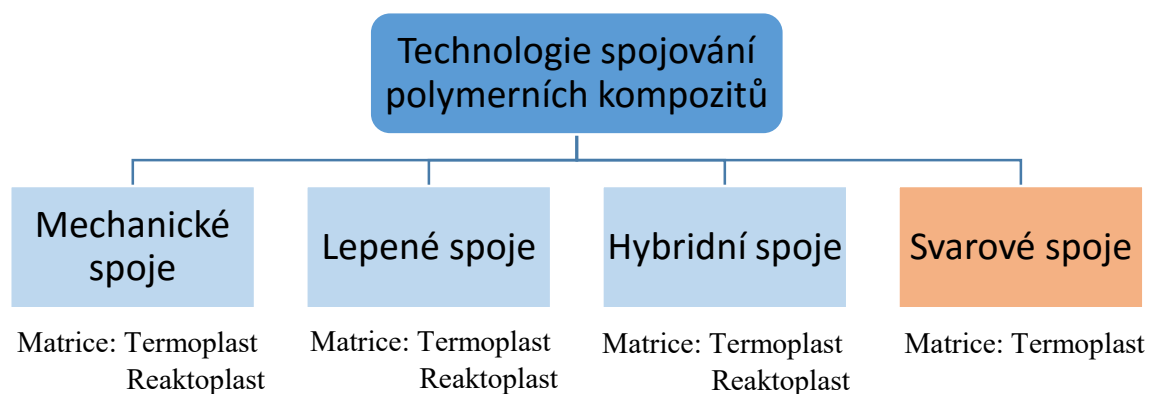 Technologie spojování
polymerních kompozitů
Mechanické
spoje
Lepené spoje
Hybridní spoje
Svarové spoje
Matrice: Termoplast
Reaktoplast
Matrice: Termoplast
Reaktoplast
Matrice: Termoplast
Reaktoplast
Matrice: Termoplast